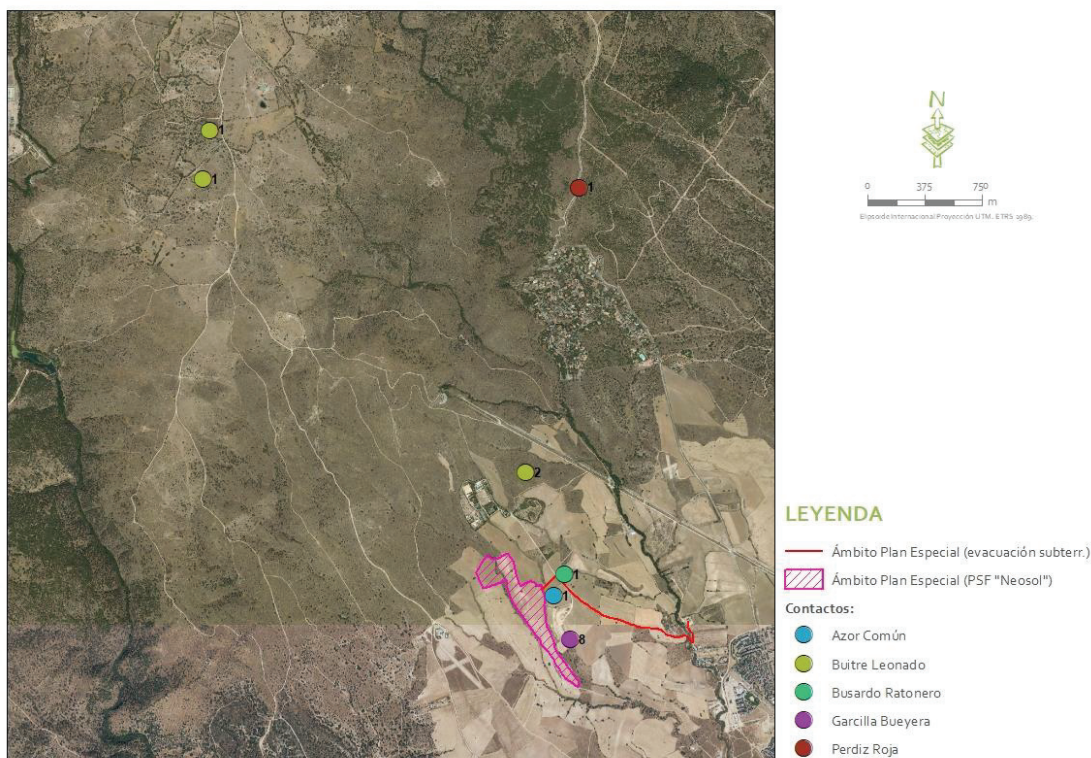 1
1
1
2
1
1
8
N
0 375 750
m
Elipsoide Internacional Proyección UTM. ETRS 1989.
LEYENDA
Ámbito Plan Especial (evacuación subterr.)
Ámbito Plan Especial (PSF "Neosol")
Contactos:
Azor Común
Buitre Leonado
Busardo Ratonero
Garcilla Bueyera
Perdiz Roja